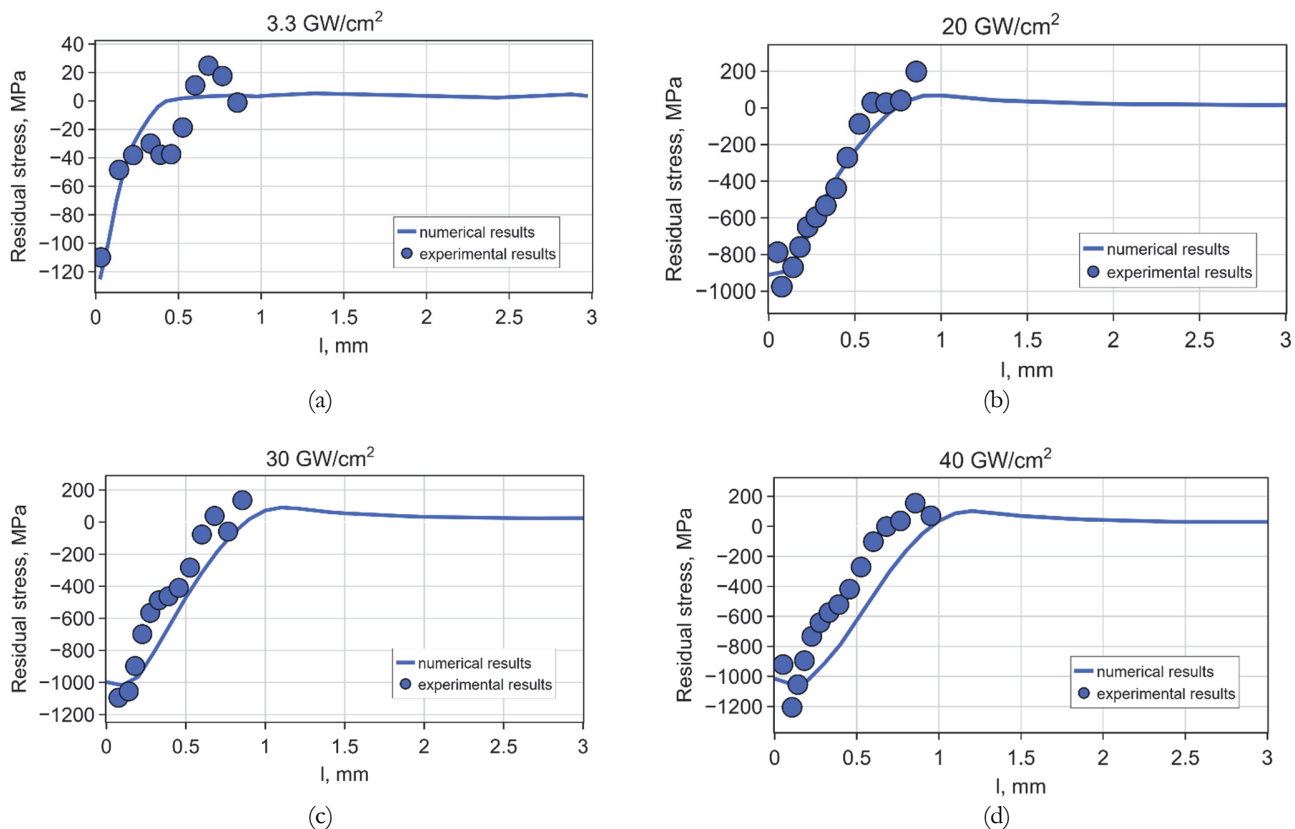 3.3 GW/cm²
Residual stress, MPa
40
20
0
−20
−40
−60
−80
−100
−120
numerical results
experimental results
0 0.5 1 1.5 2 2.5 3
l, mm
(a)
20 GW/cm²
Residual stress, MPa
200
0
−200
−400
−600
−800
−1000
numerical results
experimental results
0 0.5 1 1.5 2 2.5 3
l, mm
(b)
30 GW/cm²
Residual stress, MPa
200
0
−200
−400
−600
−800
−1000
−1200
numerical results
experimental results
0 0.5 1 1.5 2 2.5 3
l, mm
(c)
40 GW/cm²
Residual stress, MPa
200
0
−200
−400
−600
−800
−1000
−1200
numerical results
experimental results
0 0.5 1 1.5 2 2.5 3
l, mm
(d)